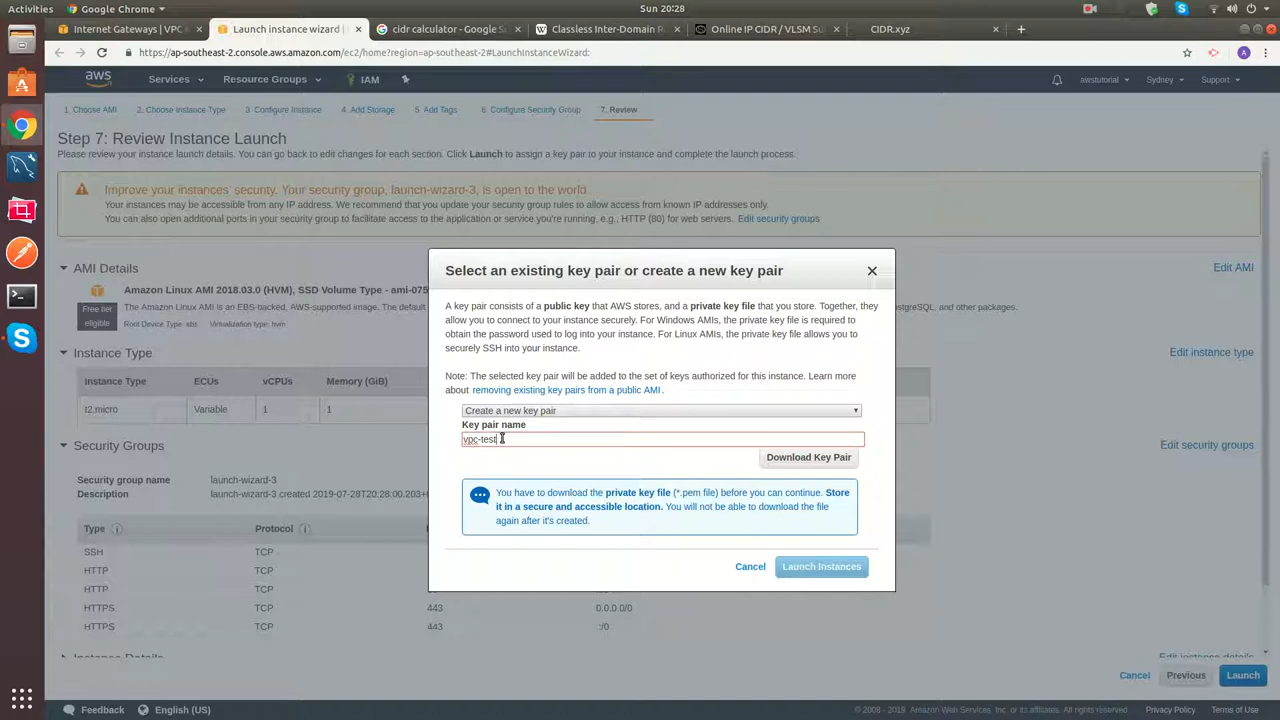 Activities
Google Chrome
Sun 20:28
Internet Gateways | VPC M
Launch instance wizard |
cidr calculator - Google S
Classless Inter-Domain R
Online IP CIDR / VLSM Su
CIDR.xyz
https://ap-southeast-2.console.aws.amazon.com/ec2/home?region=ap-southeast-2#LaunchInstanceWizard:
A
aws
Services
Resource Groups
IAM
awstutorial
Sydney
Support
1. Choose AMI
2. Choose Instance Type
3. Configure Instance
4. Add Storage
5. Add Tags
6. Configure Security Group
7. Review
Step 7: Review Instance Launch
Please review your instance launch details. You can go back to edit changes for each section. Click Launch to assign a key pair to your instance and complete the launch process.
Improve your instances' security. Your security group, launch-wizard-3, is open to the world.
Your instances may be accessible from any IP address. We recommend that you update your security group rules to allow access from known IP addresses only.
You can also open additional ports in your security group to facilitate access to the application or service you're running, e.g., HTTP (80) for web servers. Edit security groups
AMI Details
Edit AMI
Amazon Linux AMI 2018.03.0 (HVM), SSD Volume Type - ami-075
Free tier eligible
The Amazon Linux AMI is an EBS-backed, AWS-supported image. The default
PostgreSQL, and other packages.
Root Device Type: ebs Virtualization type: hvm
Instance Type
Edit instance type
Instance Type
ECUs
vCPUs
Memory (GiB)
t2.micro
Variable
1
1
Security Groups
Edit security groups
Security group name
launch-wizard-3
Description
launch-wizard-3 created 2019-07-28T20:28:00.203+0
Type
Protocol
SSH
TCP
HTTP
TCP
HTTP
TCP
HTTPS
TCP
443
0.0.0.0/0
HTTPS
TCP
443
::/0
Instance Details
Edit instance details
Select an existing key pair or create a new key pair
A key pair consists of a public key that AWS stores, and a private key file that you store. Together, they
allow you to connect to your instance securely. For Windows AMIs, the private key file is required to
obtain the password used to log into your instance. For Linux AMIs, the private key file allows you to
securely SSH into your instance.
Note: The selected key pair will be added to the set of keys authorized for this instance. Learn more
about removing existing key pairs from a public AMI.
Create a new key pair
Key pair name
vpc-test
Download Key Pair
You have to download the private key file (*.pem file) before you can continue. Store
it in a secure and accessible location. You will not be able to download the file
again after it's created.
Cancel
Launch Instances
Cancel
Previous
Launch
Feedback
English (US)
© 2008 - 2019, Amazon Web Services, Inc. or its affiliates. All rights reserved.
Privacy Policy
Terms of Use